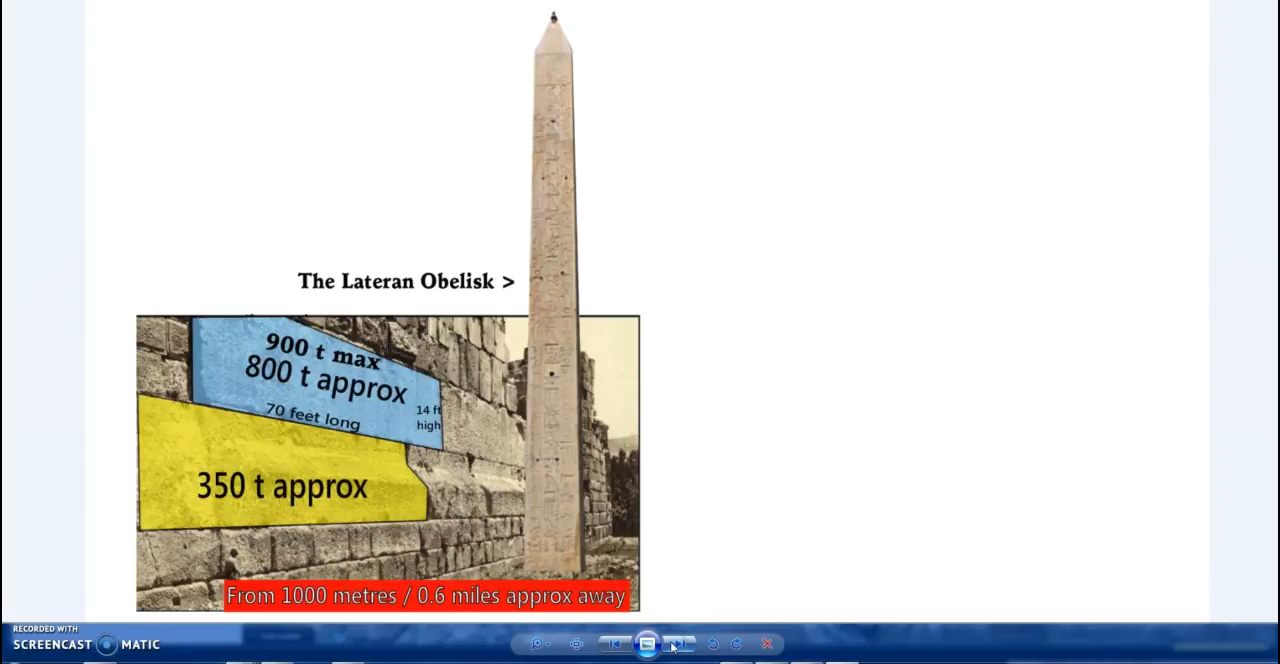 The Lateran Obelisk >
900 t max
800 t approx
70 feet long
14 ft
high
350 t approx
From 1000 metres / 0.6 miles approx away
RECORDED WITH
SCREENCAST MATIC